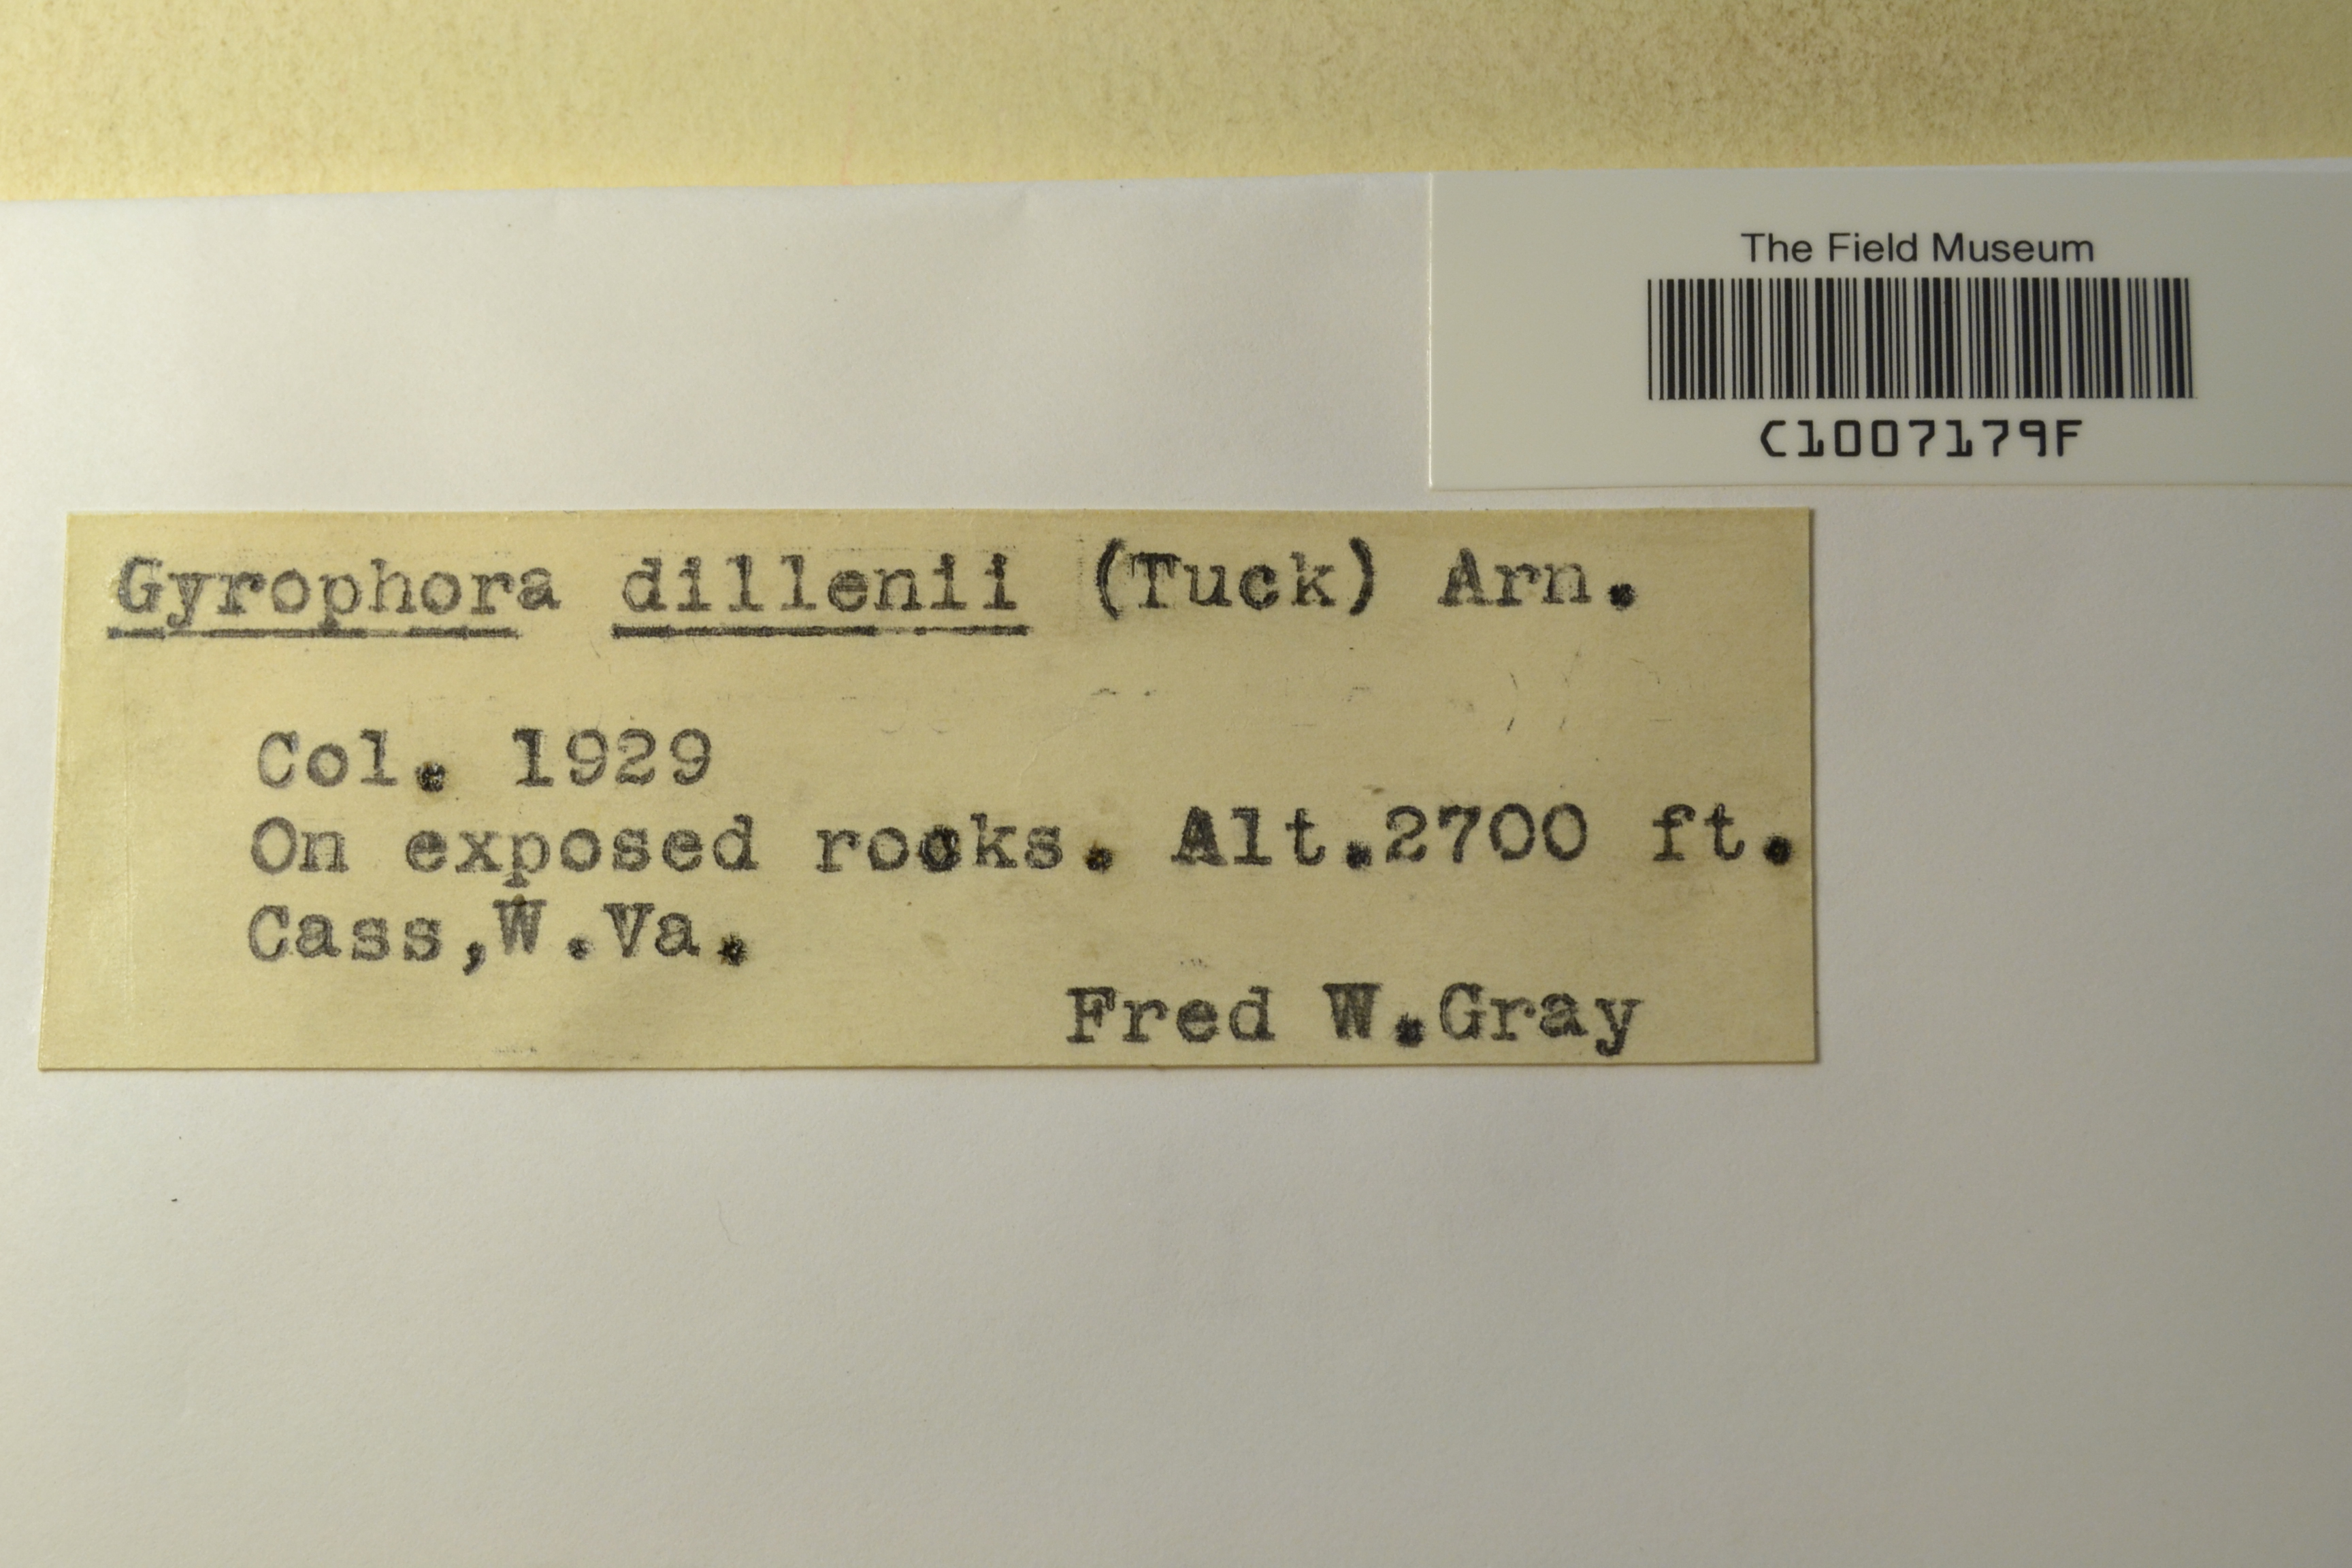 The Field Museum
C1007179F
Gyrophora dillenii (Tuck) Arn.
Col. 1929
On exposed rocks. Alt.2700 ft.
Cass,W.Va.
Fred W.Gray